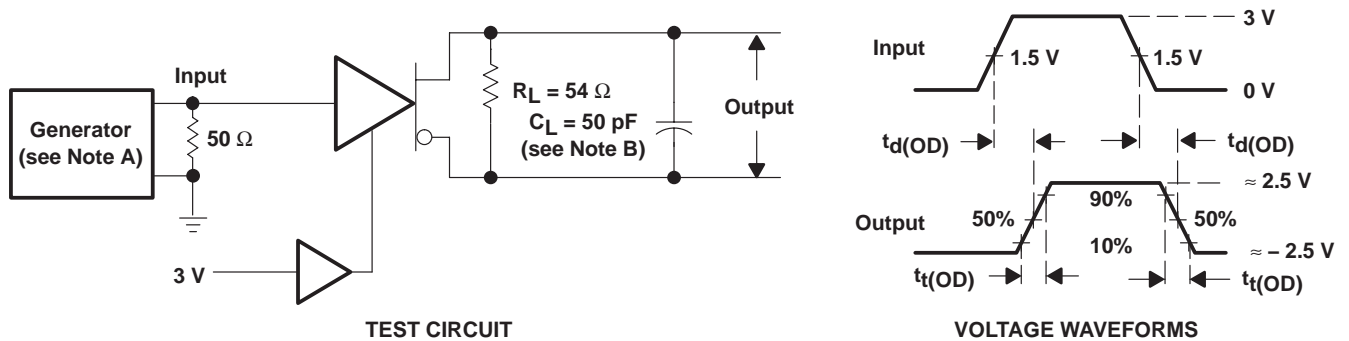 Generator
(see Note A)
Input
50 Ω
3 V
R_L = 54 Ω
C_L = 50 pF
(see Note B)
Output
TEST CIRCUIT
Input
1.5 V
1.5 V
3 V
0 V
t_d(OD)
t_d(OD)
Output
50%
90%
10%
50%
≈ 2.5 V
≈ – 2.5 V
t_t(OD)
t_t(OD)
VOLTAGE WAVEFORMS